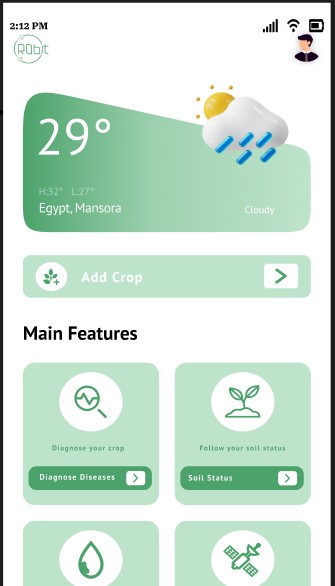 2:12 PM
RObit
29°
H:32° L:27°
Egypt, Mansora
Cloudy
Add Crop
Main Features
Diagnose your crop
Follow your soil status
Diagnose Diseases
Soil Status